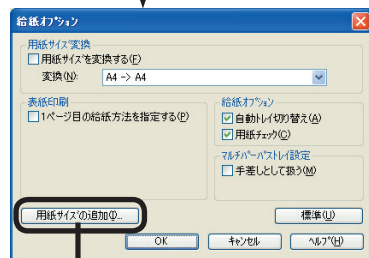 給紙オプション
用紙サイズ変換
用紙サイズを変換する(F)
変換(N): A4 -> A4
表紙印刷
1ページ目の給紙方法を指定する(P)
給紙オプション
自動トレイ切り替え(A)
用紙チェック(C)
マルチパーパストレイ設定
手差しとして扱う(M)
用紙サイズの追加(I)...
標準(U)
OK キャンセル ヘルプ(H)